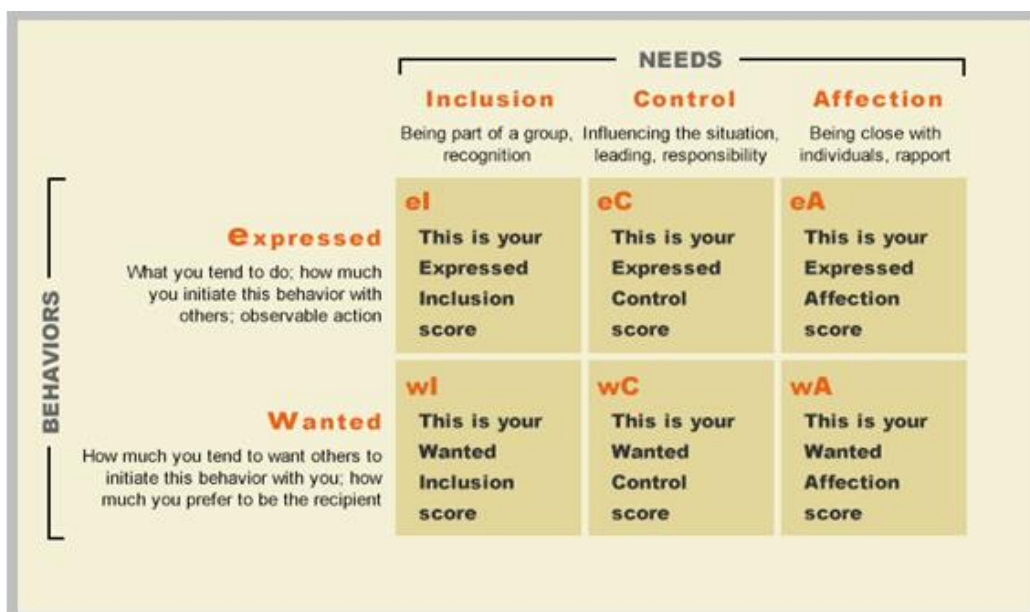 NEEDS
Inclusion
Being part of a group,
recognition
Control
Influencing the situation,
leading, responsibility
Affection
Being close with
individuals, rapport
BEHAVIORS
expressed
What you tend to do; how much
you initiate this behavior with
others; observable action
eI
This is your
Expressed
Inclusion
score
eC
This is your
Expressed
Control
score
eA
This is your
Expressed
Affection
score
Wanted
How much you tend to want others to
initiate this behavior with you; how
much you prefer to be the recipient
wI
This is your
Wanted
Inclusion
score
wC
This is your
Wanted
Control
score
wA
This is your
Wanted
Affection
score